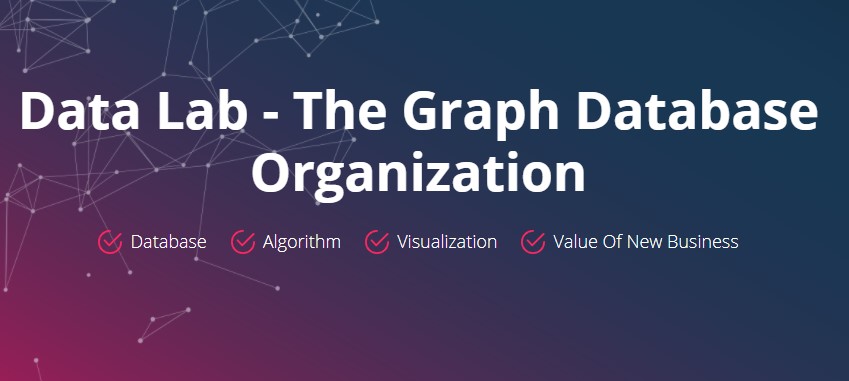 Data Lab - The Graph Database
Organization
Database Algorithm Visualization Value Of New Business